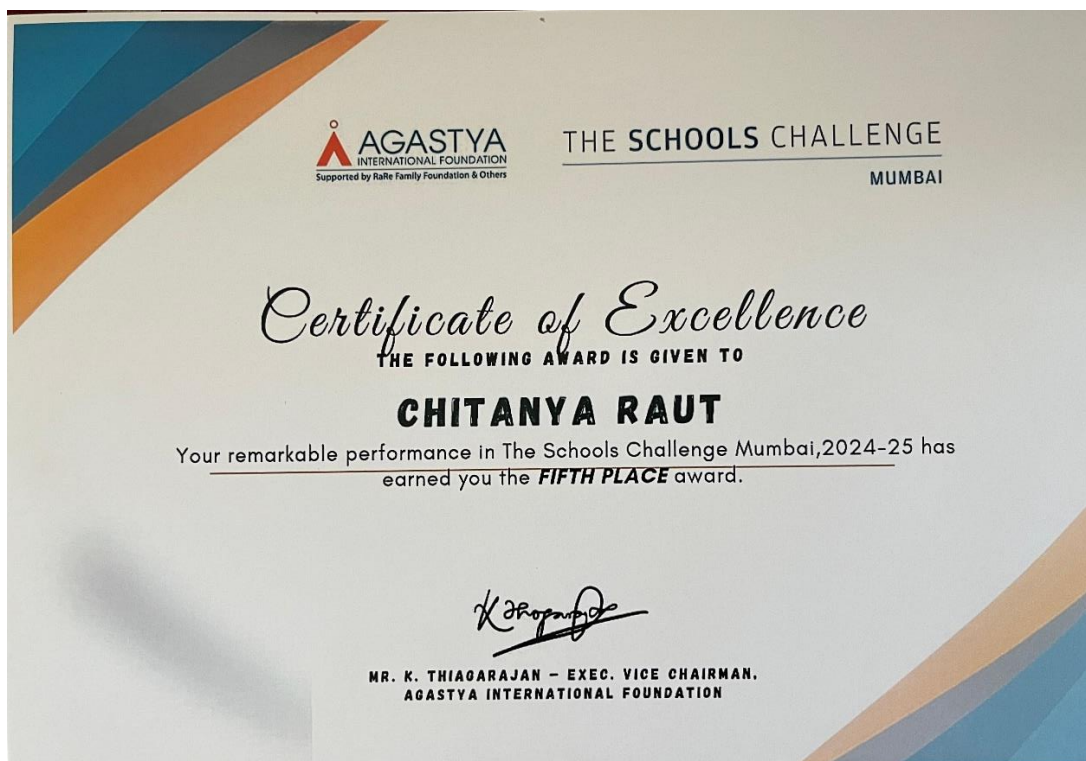 AGASTYA
INTERNATIONAL FOUNDATION
Supported by RaRe Family Foundation & Others
THE SCHOOLS CHALLENGE
MUMBAI
Certificate of Excellence
THE FOLLOWING AWARD IS GIVEN TO
CHITANYA RAUT
Your remarkable performance in The Schools Challenge Mumbai,2024-25 has
earned you the FIFTH PLACE award.
MR. K. THIAGARAJAN – EXEC. VICE CHAIRMAN,
AGASTYA INTERNATIONAL FOUNDATION